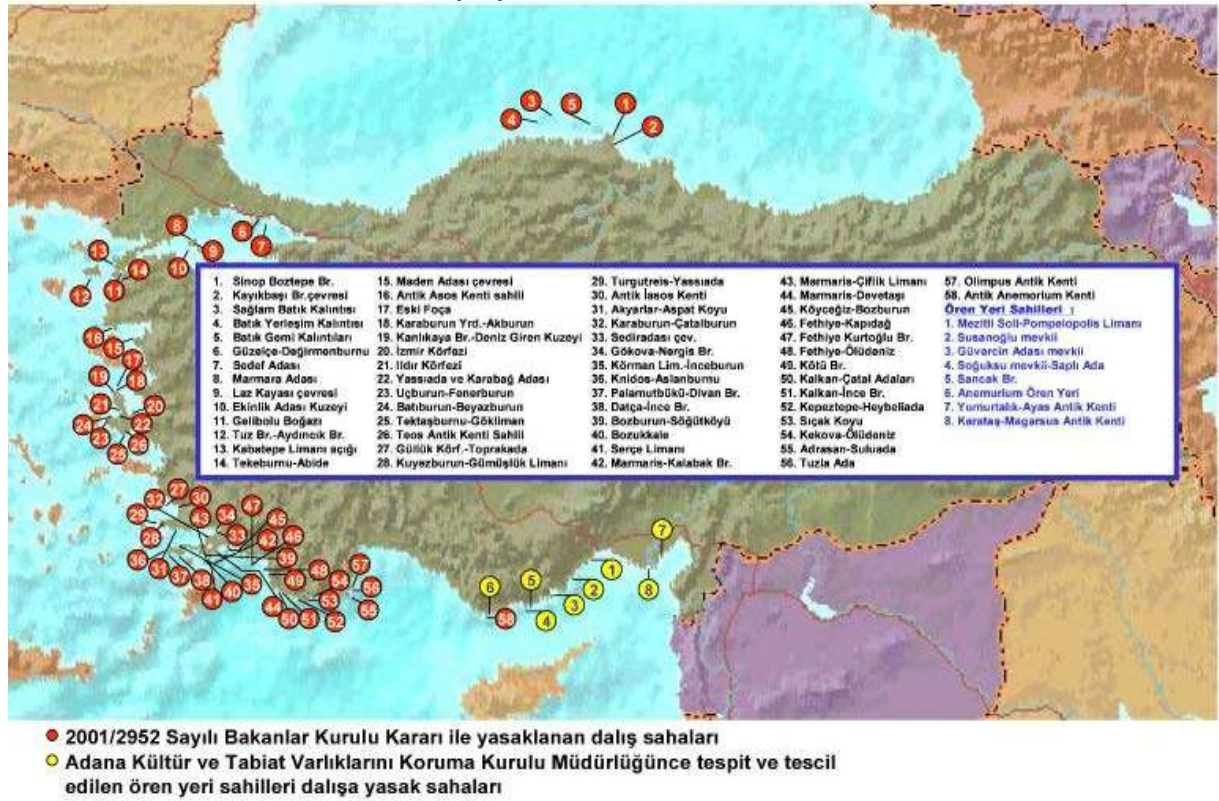 1. Sinop Boztepe Br.
2. Kayıkbaşı Br.çevresi
3. Sağlam Batık Kalıntısı
4. Batık Yerleşim Kalıntısı
5. Batık Gemi Kalıntıları
6. Güzelçe-Değirmenburnu
7. Sedef Adası
8. Marmara Adası
9. Laz Kayası çevresi
10. Ekinlik Adası Kuzeyi
11. Gelibolu Boğazı
12. Tuz Br.-Aydıncık Br.
13. Kabatepe Limanı açığı
14. Tekeburnu-Abide
15. Maden Adası çevresi
16. Antik Asos Kenti sahili
17. Eski Foça
18. Karaburun Yrd.-Akburun
19. Kanlıkaya Br.-Deniz Giren Kuzeyi
20. İzmir Körfezi
21. Ildır Körfezi
22. Yassıada ve Karabağ Adası
23. Uçburun-Fenerburun
24. Batıburun-Beyazburun
25. Tektaşburnu-Gökliman
26. Teos Antik Kenti Sahili
27. Güllük Körf.-Toprakada
28. Kuyezburun-Gümüşlük Limanı
29. Turgutreis-Yassıada
30. Antik İasos Kenti
31. Akyarlar-Aspat Koyu
32. Karaburun-Çatalburun
33. Sediradası çev.
34. Gökova-Nergis Br.
35. Körman Lim.-İnceburun
36. Knidos-Aslanburnu
37. Palamutbükü-Divan Br.
38. Datça-İnce Br.
39. Bozburun-Söğütköyü
40. Bozukkale
41. Serçe Limanı
42. Marmaris-Kalabak Br.
43. Marmaris-Çiflik Limanı
44. Marmaris-Devetaşı
45. Köyceğiz-Bozburun
46. Fethiye-Kapıdağ
47. Fethiye Kurtoğlu Br.
48. Fethiye-Ölüdeniz
49. Kötü Br.
50. Kalkan-Çatal Adaları
51. Kalkan-İnce Br.
52. Kepeztepe-Heybeliada
53. Sıçak Koyu
54. Kekova-Ölüdeniz
55. Adrasan-Suluada
56. Tuzla Ada
57. Olimpus Antik Kenti
58. Antik Anemorium Kenti
Ören Yeri Sahilleri :
1. Mezitli Soli-Pompeiopolis Limanı
2. Susanoğlu mevkii
3. Güvercin Adası mevkii
4. Soğuksu mevkii-Saplı Ada
5. Sancak Br.
6. Anemurium Ören Yeri
7. Yumurtalık-Ayas Antik Kenti
8. Karataş-Magarsus Antik Kenti
2001/2952 Sayılı Bakanlar Kurulu Kararı ile yasaklanan dalış sahaları
Adana Kültür ve Tabiat Varlıklarını Koruma Kurulu Müdürlüğünce tespit ve tescil
edilen ören yeri sahilleri dalışa yasak sahaları